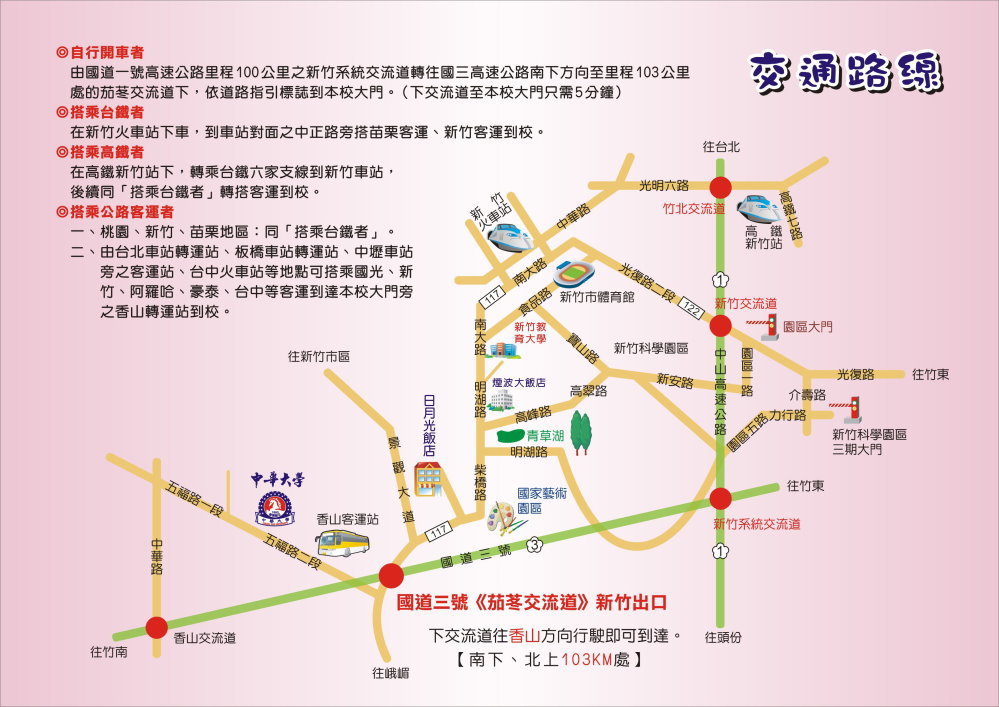 交通路線
◎自行開車者
由國道一號高速公路里程100公里之新竹系統交流道轉往國三高速公路南下方向至里程103公里
處的茄苳交流道下，依道路指引標誌到本校大門。（下交流道至本校大門只需5分鐘）
◎搭乘台鐵者
在新竹火車站下車，到車站對面之中正路旁搭苗栗客運、新竹客運到校。
◎搭乘高鐵者
在高鐵新竹站下，轉乘台鐵六家支線到新竹車站，
後續同「搭乘台鐵者」轉搭客運到校。
◎搭乘公路客運者
一、桃園、新竹、苗栗地區：同「搭乘台鐵者」。
二、由台北車站轉運站、板橋車站轉運站、中壢車站
旁之客運站、台中火車站等地點可搭乘國光、新
竹、阿羅哈、豪泰、台中等客運到達本校大門旁
之香山轉運站到校。
往台北
光明六路
竹北交流道
高鐵七路
高鐵
新竹站
新竹
火車站
中華路
南大路
117
食品路
新竹市體育館
光復路二段
122
1
新竹交流道
園區大門
南大路
新竹教
育大學
寶山路
新竹科學園區
中山高速公路
園區一路
往新竹市區
煙波大飯店
明湖路
高翠路
新安路
光復路
往竹東
介壽路
力行路
園區五路
新竹科學園區
三期大門
日月光飯店
高峰路
青草湖
明湖路
景觀大道
柴橋路
中華大學
中華大學
五福路一段
香山客運站
五福路二段
中華路
國家藝術
園區
117
國道三號
3
往竹東
新竹系統交流道
1
國道三號《茄苳交流道》新竹出口
下交流道往香山方向行駛即可到達。
【南下、北上103KM處】
往頭份
香山交流道
往竹南
往峨嵋